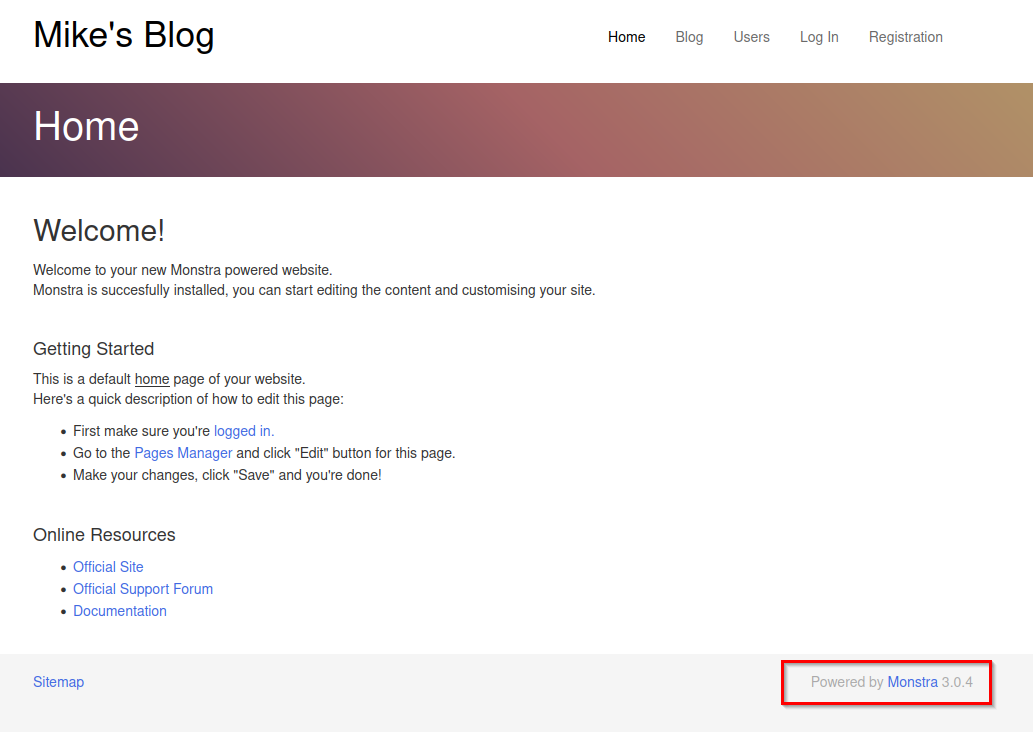 Mike's Blog
Home Blog Users Log In Registration
Home
Welcome!
Welcome to your new Monstra powered website.
Monstra is succesfully installed, you can start editing the content and customising your site.
Getting Started
This is a default home page of your website.
Here's a quick description of how to edit this page:
• First make sure you're logged in.
• Go to the Pages Manager and click "Edit" button for this page.
• Make your changes, click "Save" and you're done!
Online Resources
• Official Site
• Official Support Forum
• Documentation
Sitemap
Powered by Monstra 3.0.4